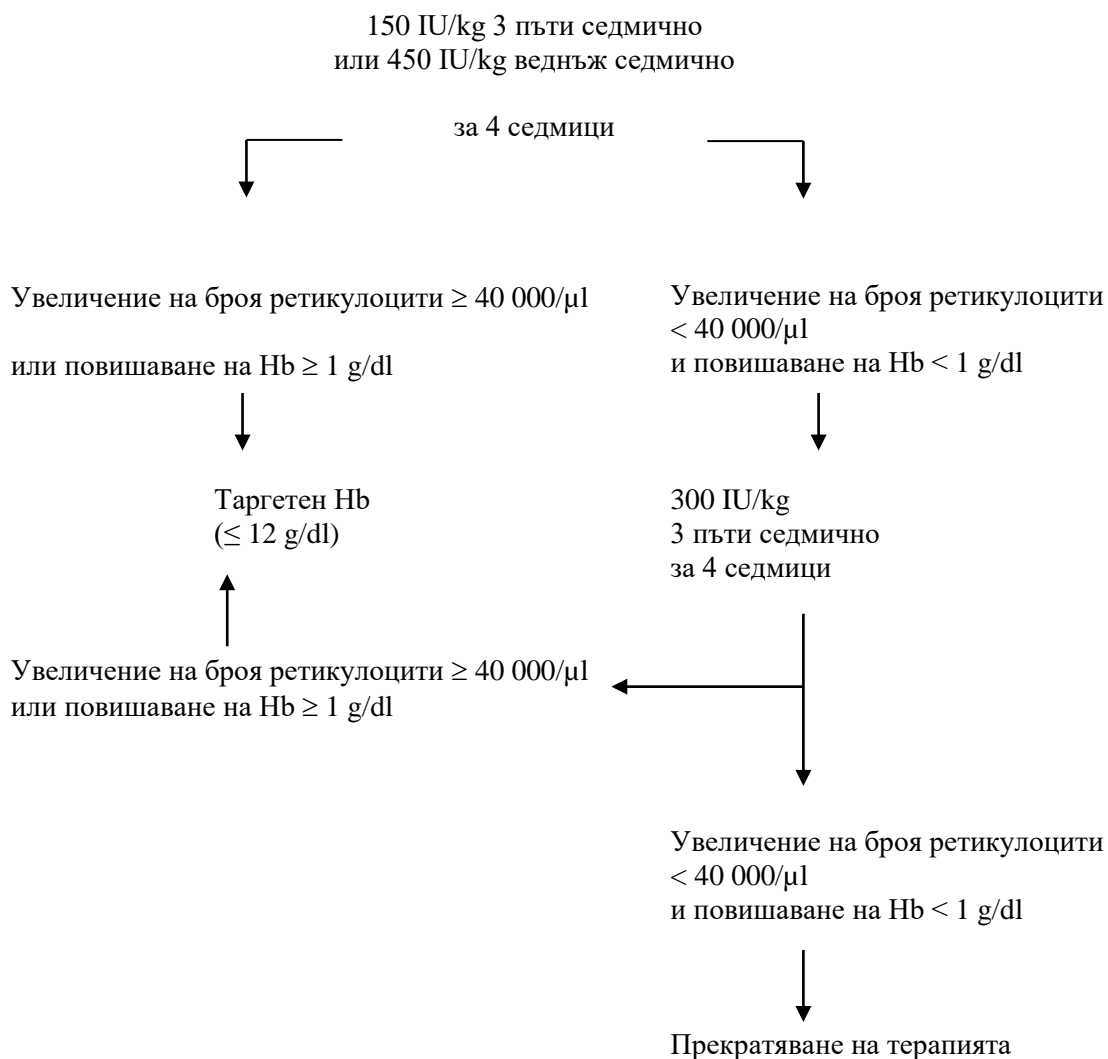 150 IU/kg 3 пъти седмично
или 450 IU/kg веднъж седмично
за 4 седмици
Увеличение на броя ретикулоцити ≥ 40 000/µl
или повишаване на Hb ≥ 1 g/dl
Увеличение на броя ретикулоцити
< 40 000/µl
и повишаване на Hb < 1 g/dl
Таргетен Hb
(≤ 12 g/dl)
300 IU/kg
3 пъти седмично
за 4 седмици
Увеличение на броя ретикулоцити ≥ 40 000/µl
или повишаване на Hb ≥ 1 g/dl
Увеличение на броя ретикулоцити
< 40 000/µl
и повишаване на Hb < 1 g/dl
Прекратяване на терапията